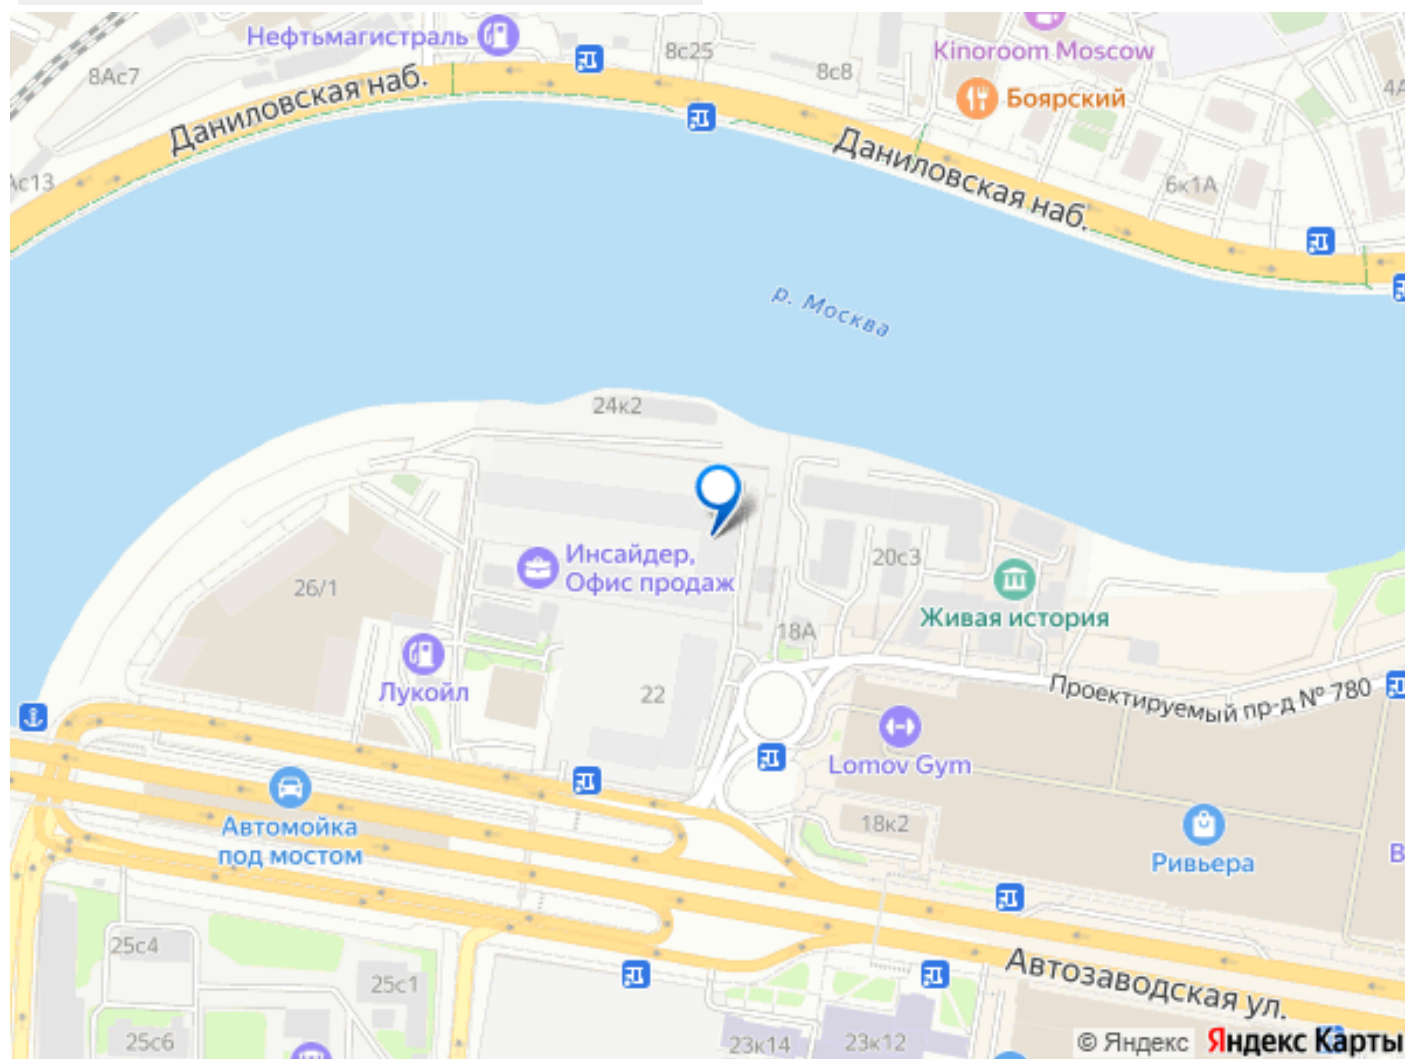 Нефтьмагистраль
8с25
8с8
Kinoroom Moscow
8Ас7
Даниловская наб.
Боярский
4А
Даниловская наб.
Ас13
6к1А
р. Москва
24к2
Инсайдер,
Офис продаж
20с3
26/1
Живая история
18А
Лукойл
22
Проектируемый пр-д № 780
Lomov Gym
Автомойка
под мостом
18к2
Ривьера
В
25с4
25с1
Автозаводская ул.
25с6
23к14
23к12
© Яндекс Яндекс Карты